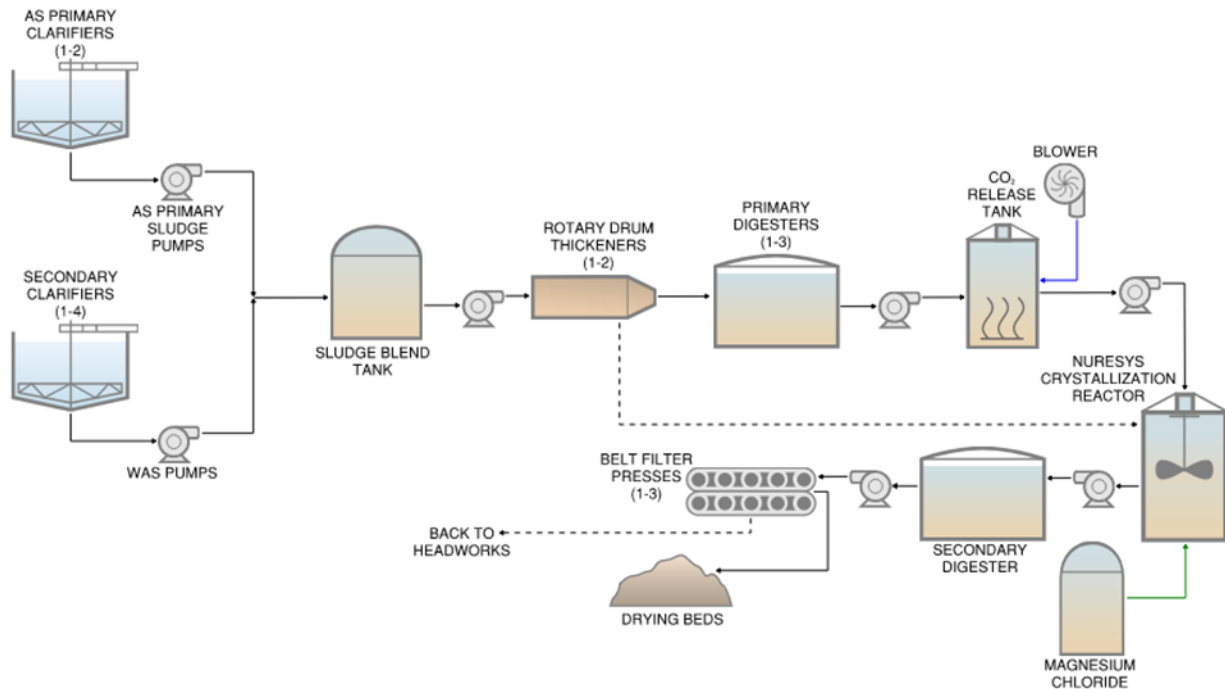 AS PRIMARY
CLARIFIERS
(1-2)
AS PRIMARY
SLUDGE
PUMPS
SECONDARY
CLARIFIERS
(1-4)
WAS PUMPS
SLUDGE BLEND
TANK
ROTARY DRUM
THICKENERS
(1-2)
PRIMARY
DIGESTERS
(1-3)
CO₂
RELEASE
TANK
BLOWER
NURESYS
CRYSTALLIZATION
REACTOR
BELT FILTER
PRESSES
(1-3)
BACK TO
HEADWORKS
SECONDARY
DIGESTER
DRYING BEDS
MAGNESIUM
CHLORIDE